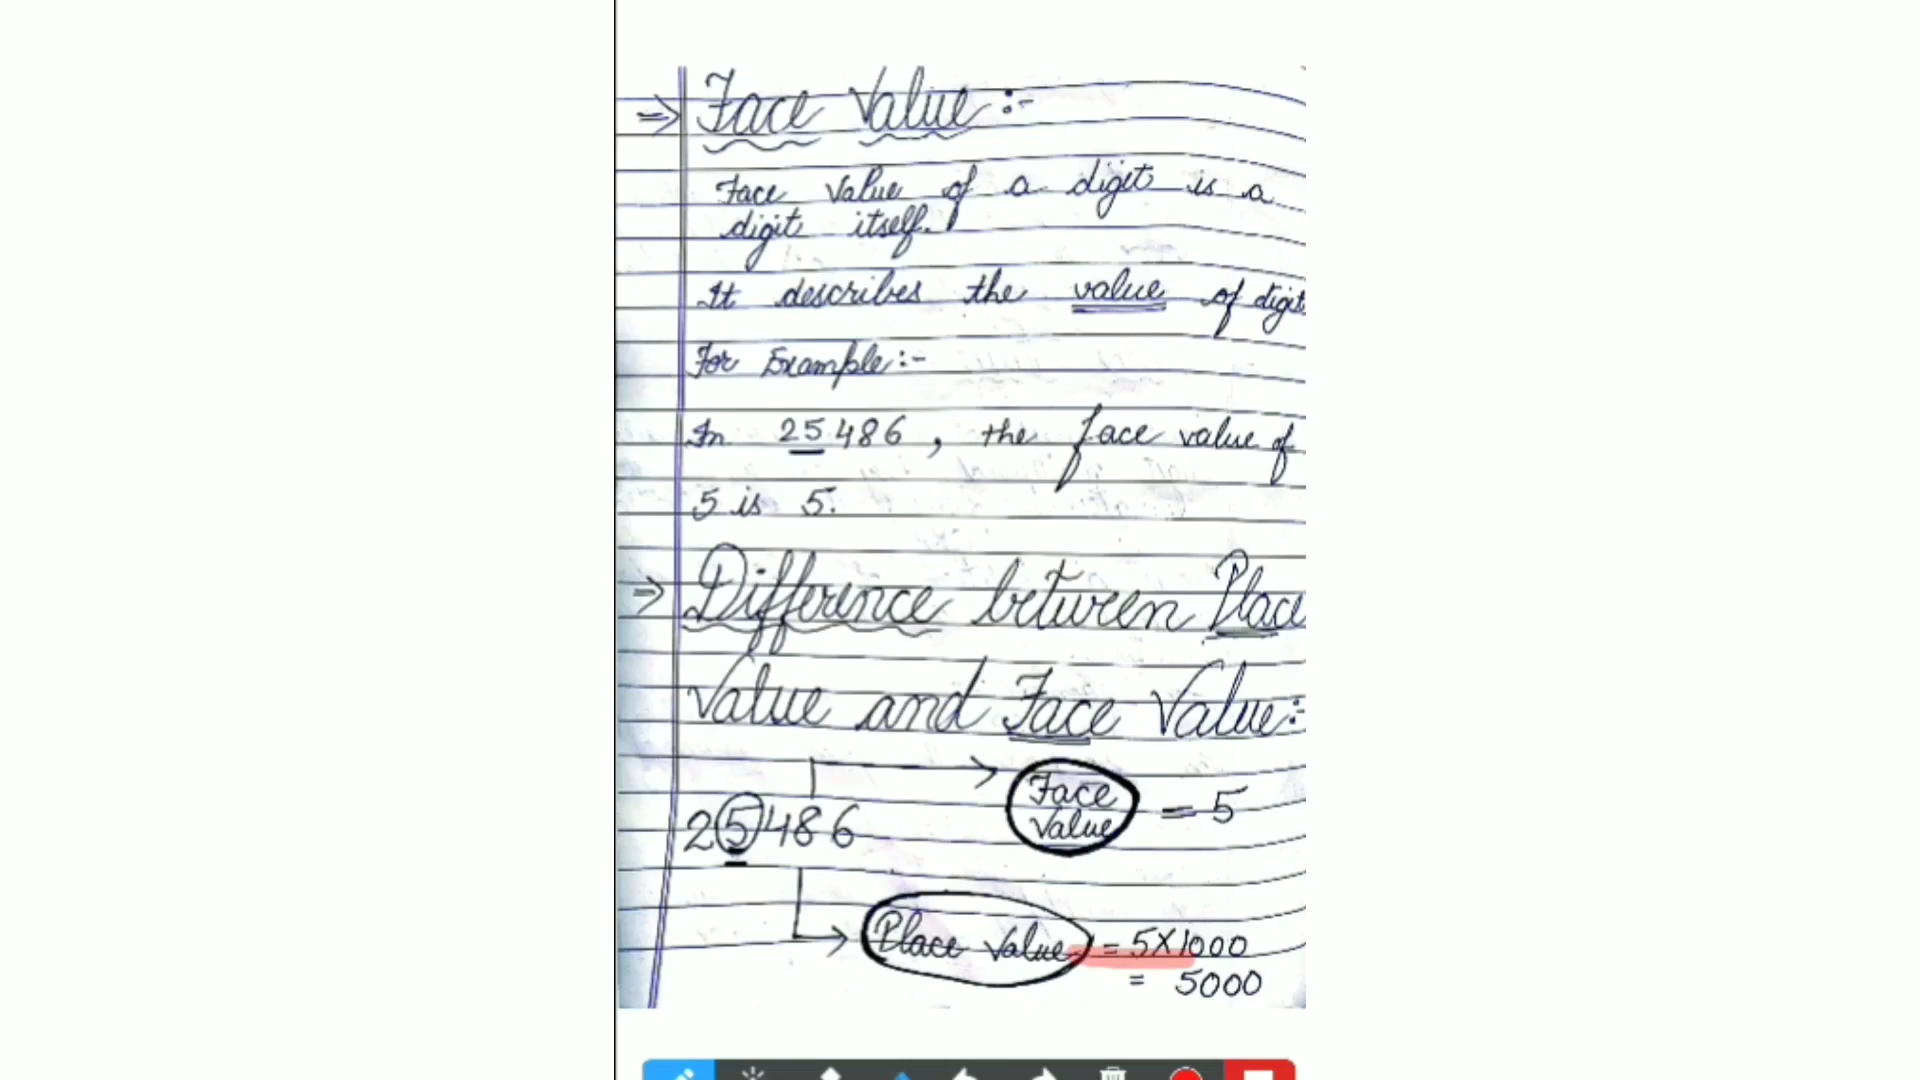 ⇒ Face Value :-
Face Value of a digit is a
digit itself.
It describes the value of digit
For Example :-
In 25486 , the face value of
5 is 5.
⇒ Difference between Place
Value and Face Value:-
Face
Value = 5
25486
Place Value = 5X1000
= 5000